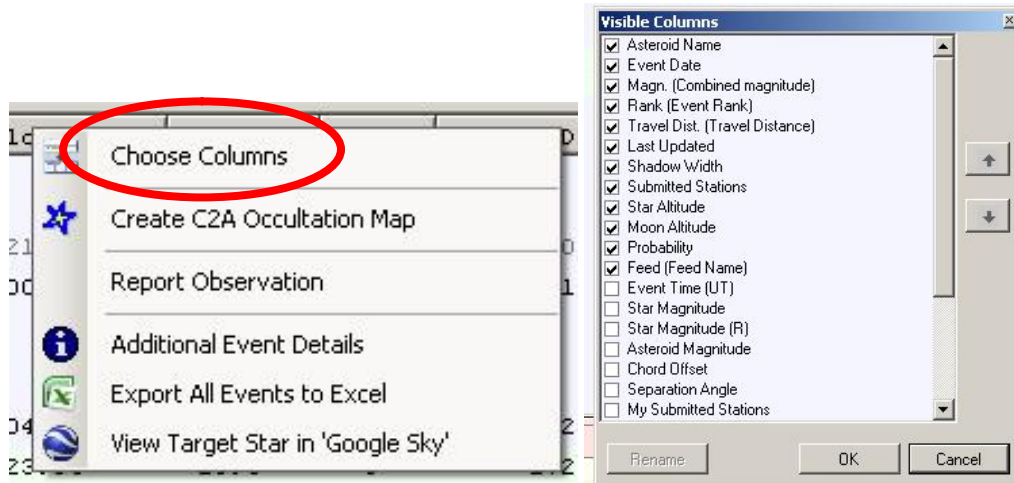 Choose Columns
Create C2A Occultation Map
Report Observation
Additional Event Details
Export All Events to Excel
View Target Star in 'Google Sky'
Visible Columns
Asteroid Name
Event Date
Magn. (Combined magnitude)
Rank (Event Rank)
Travel Dist. (Travel Distance)
Last Updated
Shadow Width
Submitted Stations
Star Altitude
Moon Altitude
Probability
Feed (Feed Name)
Event Time (UT)
Star Magnitude
Star Magnitude (R)
Asteroid Magnitude
Chord Offset
Separation Angle
My Submitted Stations
Rename
OK
Cancel